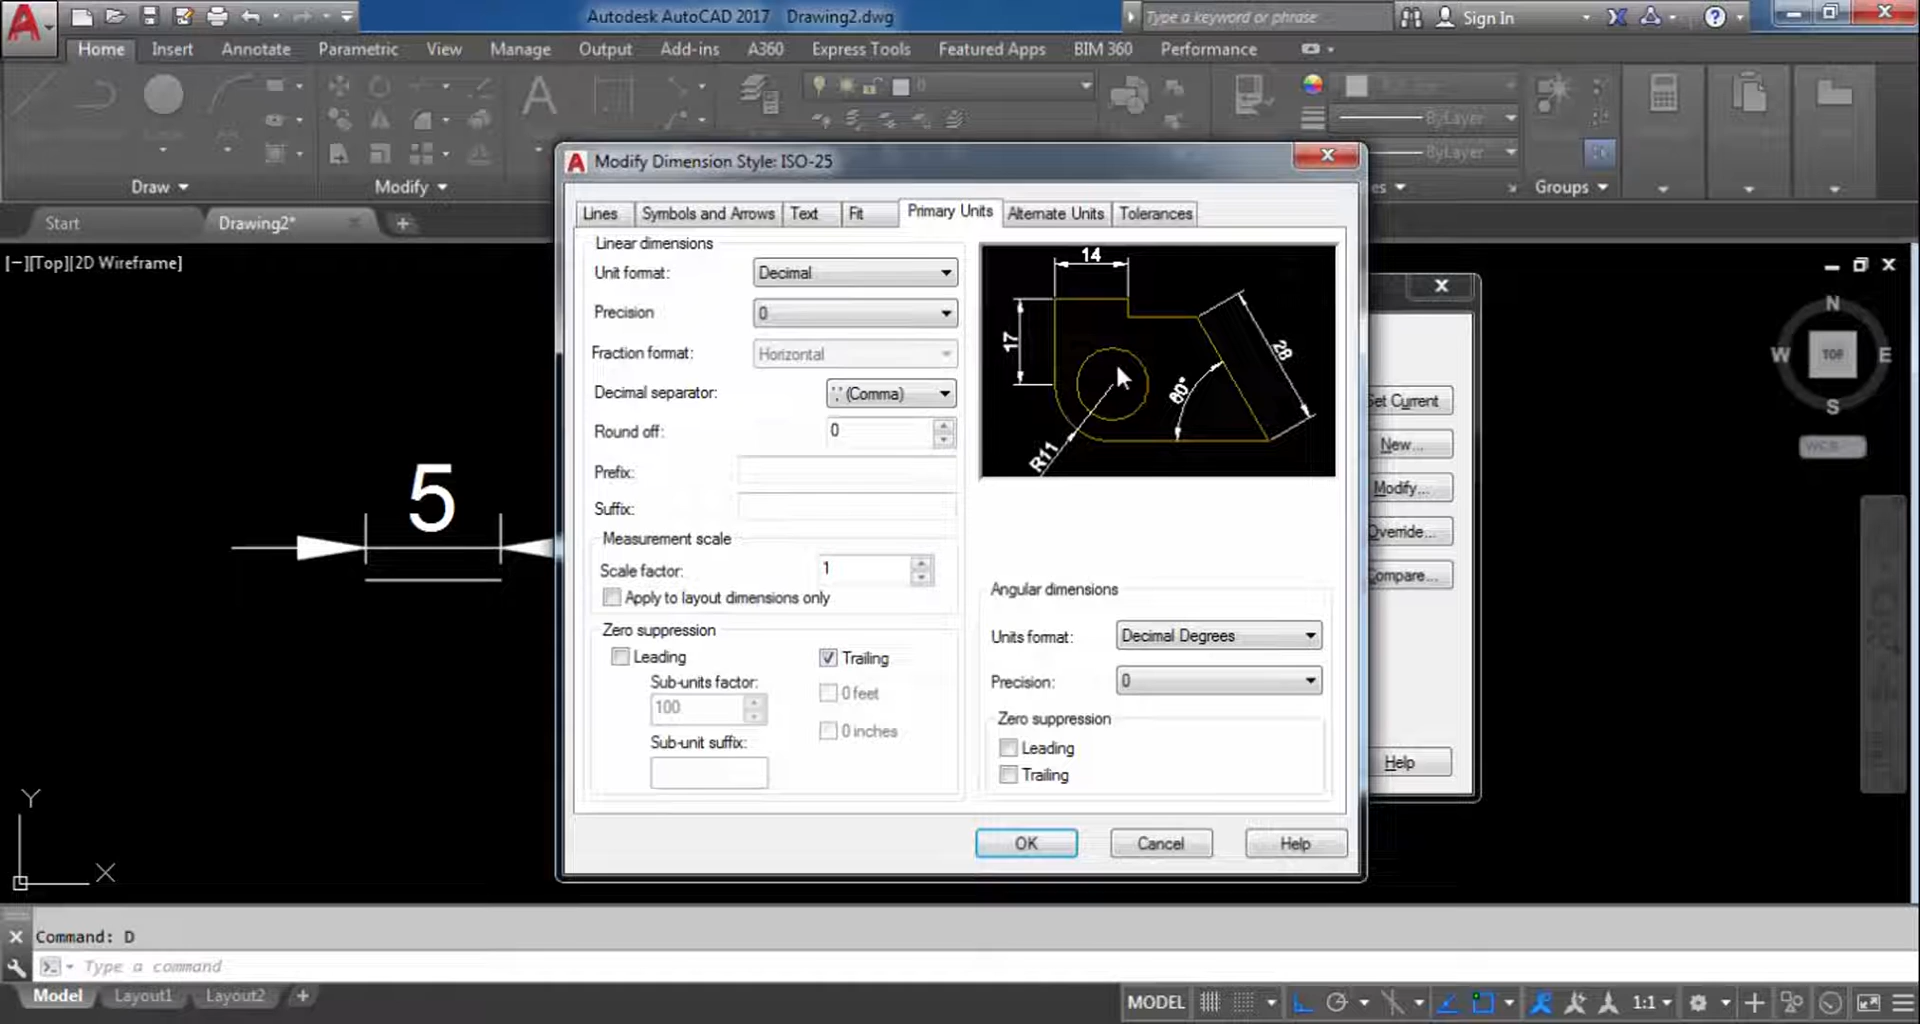 Autodesk AutoCAD 2017 Drawing2.dwg
Type a keyword or phrase
Sign In
Home Insert Annotate Parametric View Manage Output Add-ins A360 Express Tools Featured Apps BIM 360 Performance
0
ByLayer
ByLayer
Draw Modify Groups
Start Drawing2* +
[−][Top][2D Wireframe]
Modify Dimension Style: ISO-25
Lines Symbols and Arrows Text Fit Primary Units Alternate Units Tolerances
Linear dimensions
Unit format: Decimal
Precision 0
Fraction format: Horizontal
Decimal separator: ',' (Comma)
Round off: 0
Prefix:
Suffix:
Measurement scale
Scale factor: 1
Apply to layout dimensions only
Zero suppression
Leading
Trailing
Sub-units factor:
100
0 feet
Sub-unit suffix:
0 inches
14
17
28
80°
R11
Angular dimensions
Units format: Decimal Degrees
Precision: 0
Zero suppression
Leading
Trailing
OK Cancel Help
Set Current
New...
Modify...
Override...
Compare...
Help
5
N
W TOP E
S
WCS
Y
X
Command: D
Type a command
Model Layout1 Layout2 +
MODEL 1:1